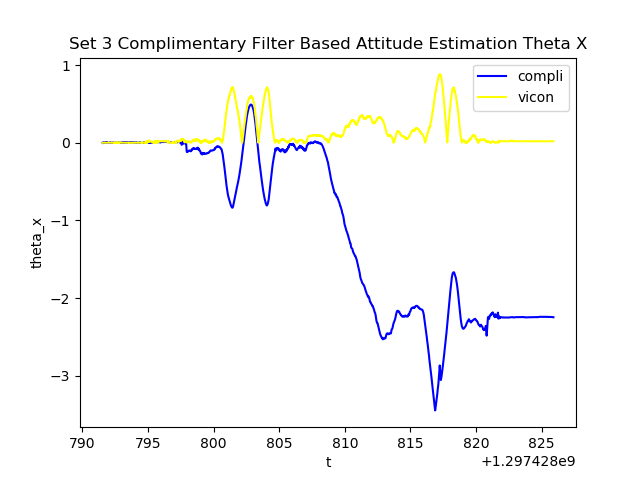 Set 3 Complimentary Filter Based Attitude Estimation Theta X
compli
vicon
theta_x
1
0
−1
−2
−3
790
795
800
805
810
815
820
825
t
+1.297428e9